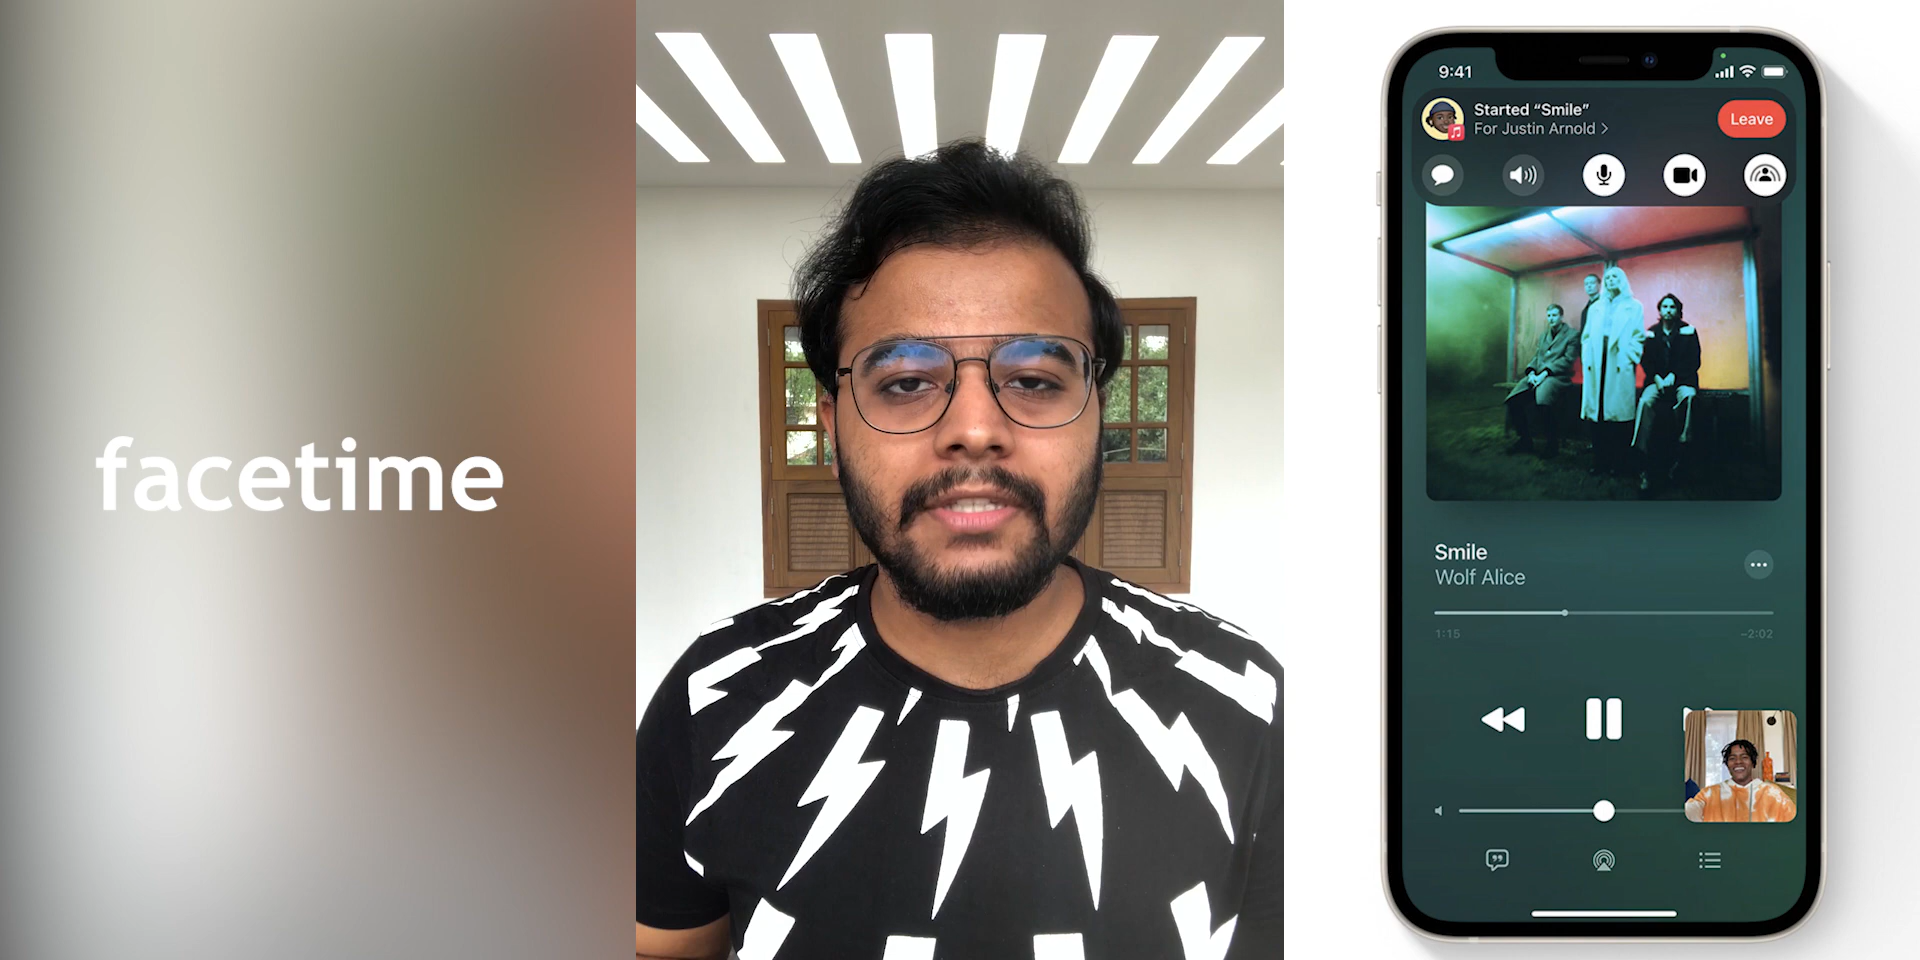 facetime
9:41
Started “Smile”
For Justin Arnold >
Leave
Smile
Wolf Alice
1:15
-2:02